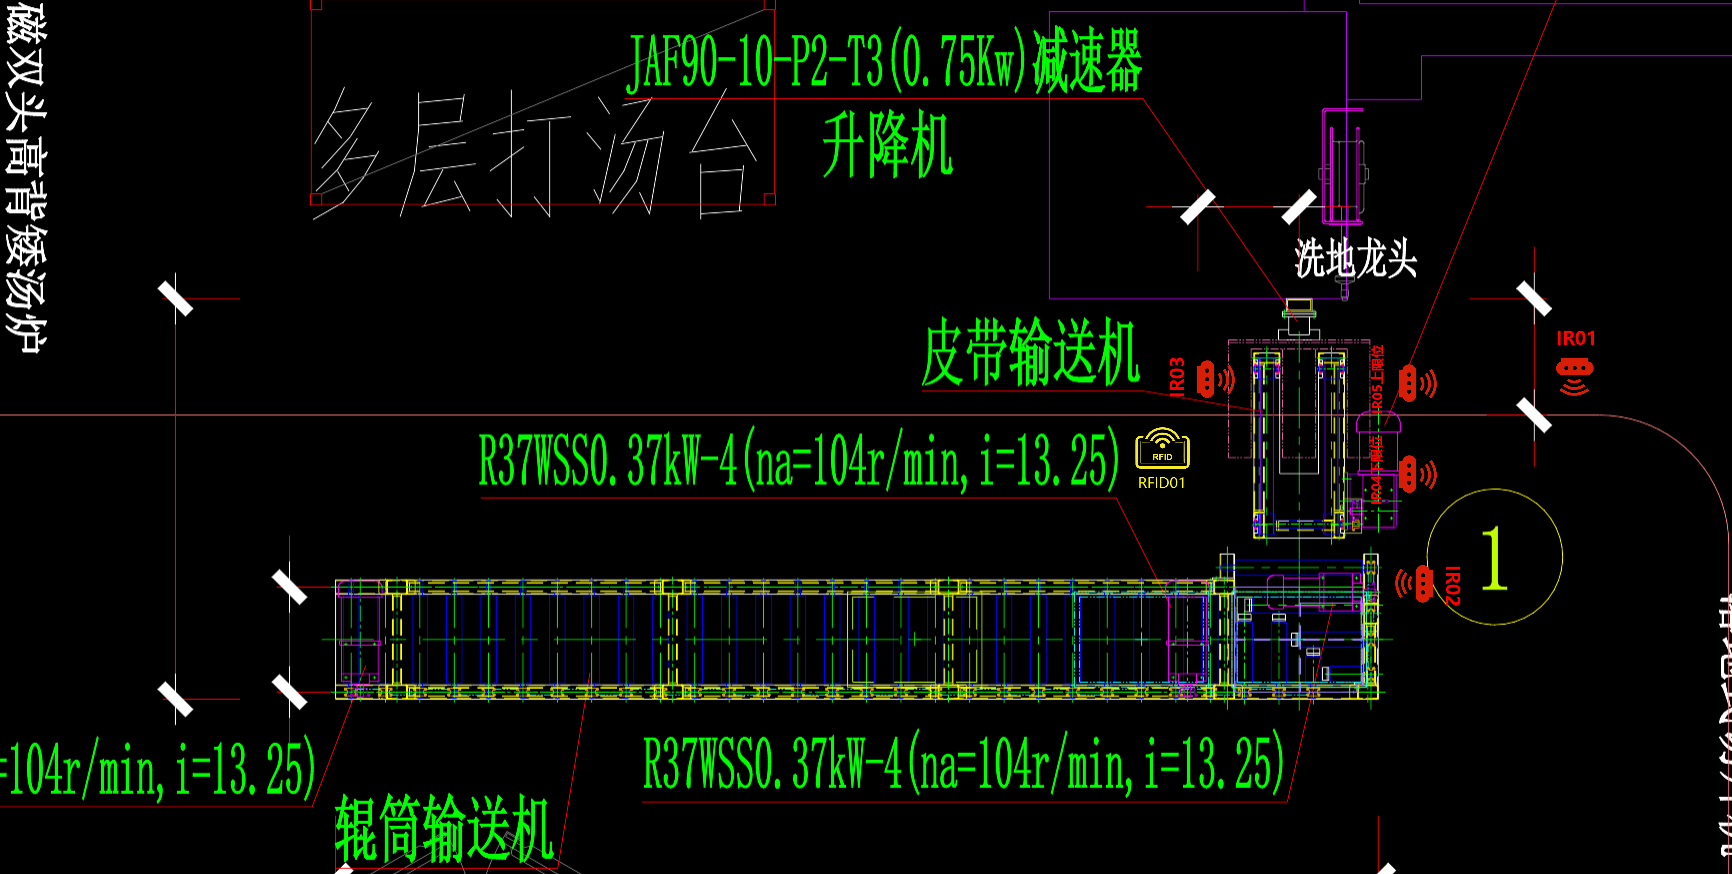 磁双头高背矮汤炉
JAF90-10-P2-T3(0.75Kw)减速器
多层打汤台
升降机
洗地龙头
皮带输送机
IR03
IR05上限位
IR01
R37WSS0.37kW-4(na=104r/min,i=13.25)
RFID
RFID01
IR04下限位
1
IR02
=104r/min,i=13.25)
R37WSS0.37kW-4(na=104r/min,i=13.25)
辊筒输送机